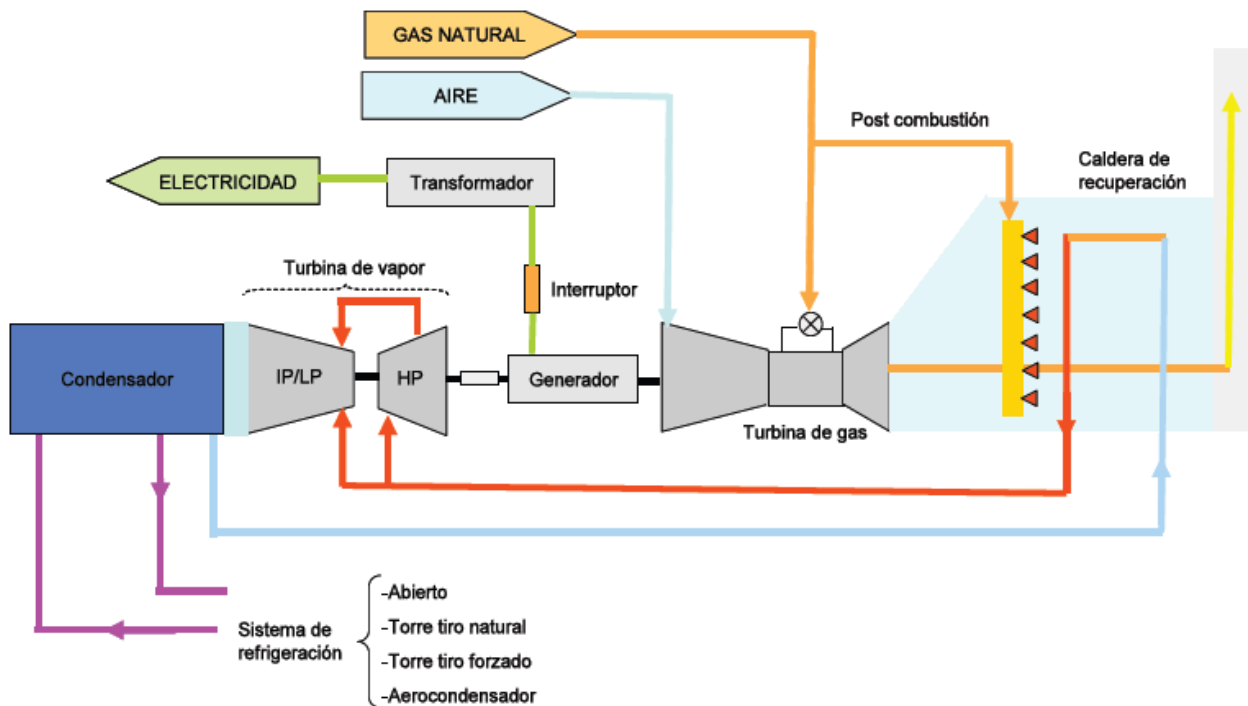 GAS NATURAL
AIRE
Post combustión
Caldera de
recuperación
ELECTRICIDAD
Transformador
Turbina de vapor
Interruptor
Condensador
IP/LP
HP
Generador
Turbina de gas
Sistema de
refrigeración
-Abierto
-Torre tiro natural
-Torre tiro forzado
-Aerocondensador